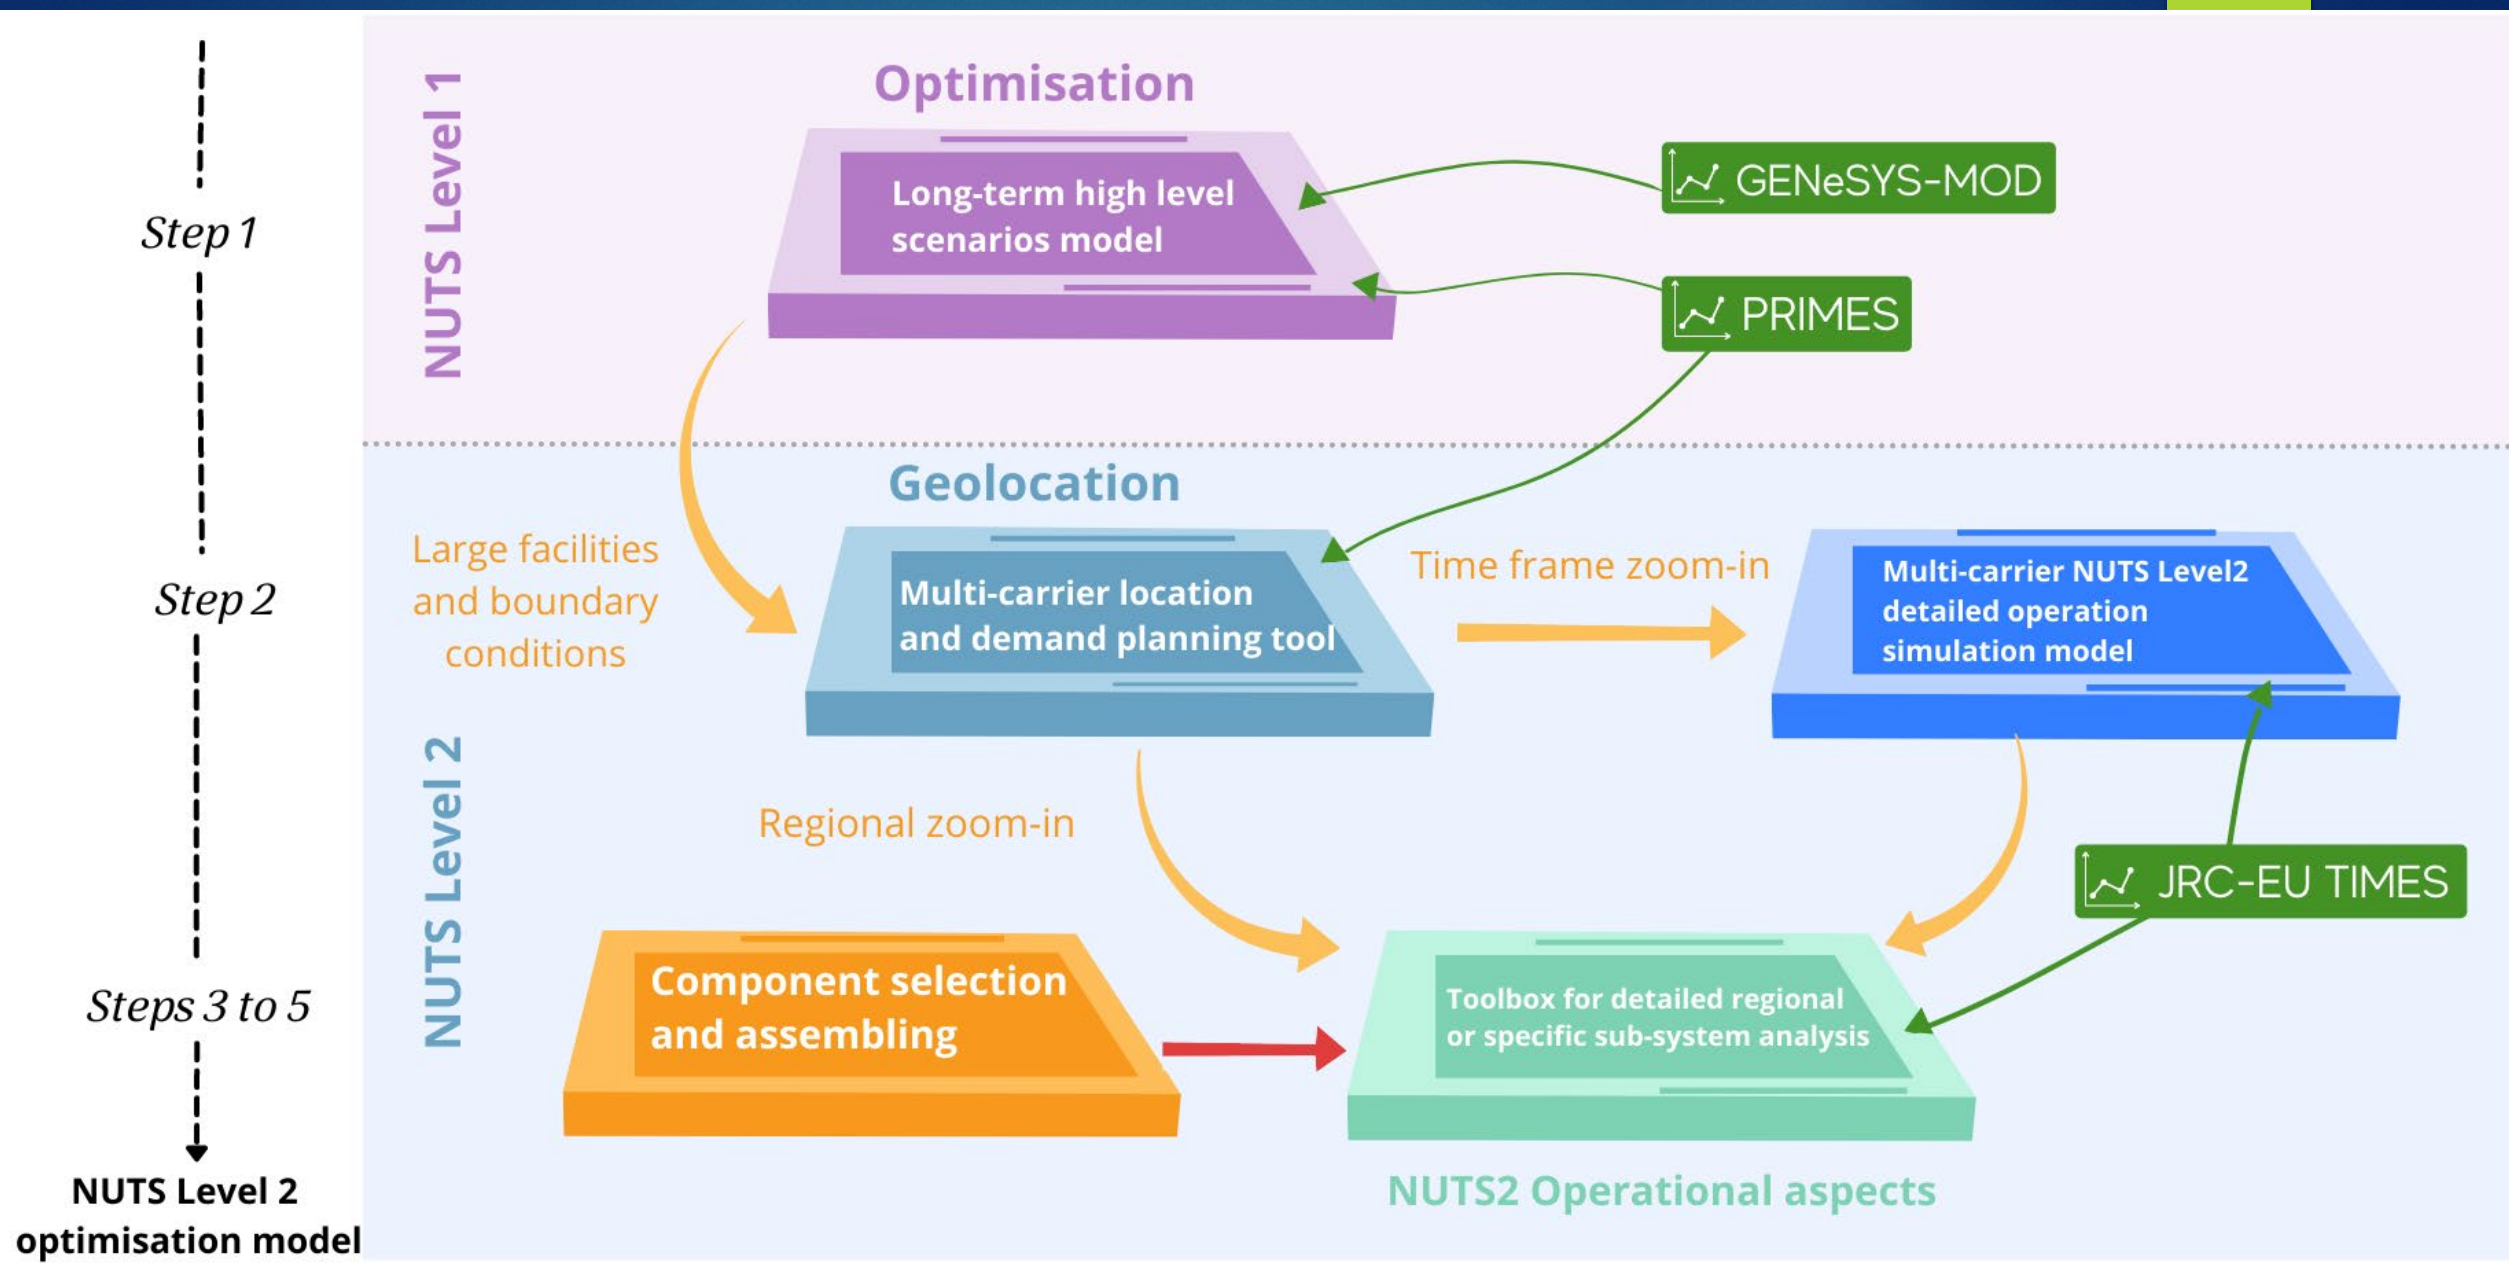 Step 1
Step 2
Steps 3 to 5
NUTS Level 2
optimisation model
NUTS Level 1
Optimisation
Long-term high level
scenarios model
GENeSYS-MOD
PRIMES
NUTS Level 2
Geolocation
Large facilities
and boundary
conditions
Multi-carrier location
and demand planning tool
Time frame zoom-in
Multi-carrier NUTS Level2
detailed operation
simulation model
Regional zoom-in
JRC-EU TIMES
Component selection
and assembling
Toolbox for detailed regional
or specific sub-system analysis
NUTS2 Operational aspects